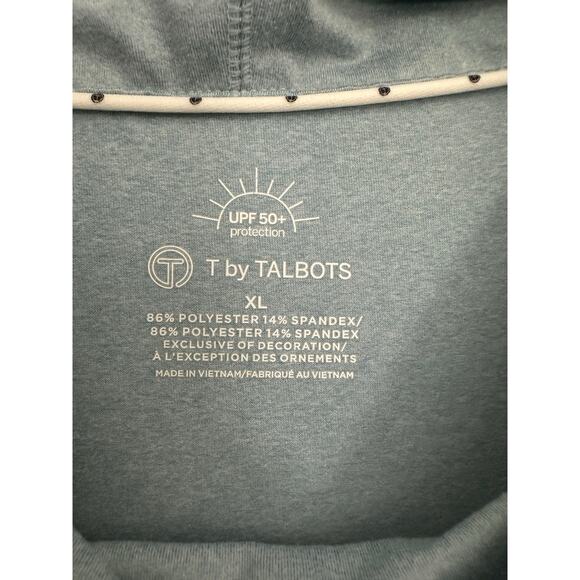 UPF 50+
protection
T by TALBOTS
XL
86% POLYESTER 14% SPANDEX/
86% POLYESTER 14% SPANDEX
EXCLUSIVE OF DECORATION/
À L'EXCEPTION DES ORNEMENTS
MADE IN VIETNAM/FABRIQUÉ AU VIETNAM